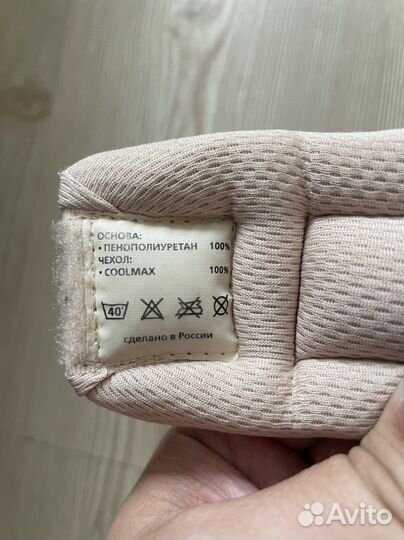 ОСНОВА:
• ПЕНОПОЛИУРЕТАН 100%
ЧЕХОЛ:
• COOLMAX 100%
40°
сделано в России
Avito